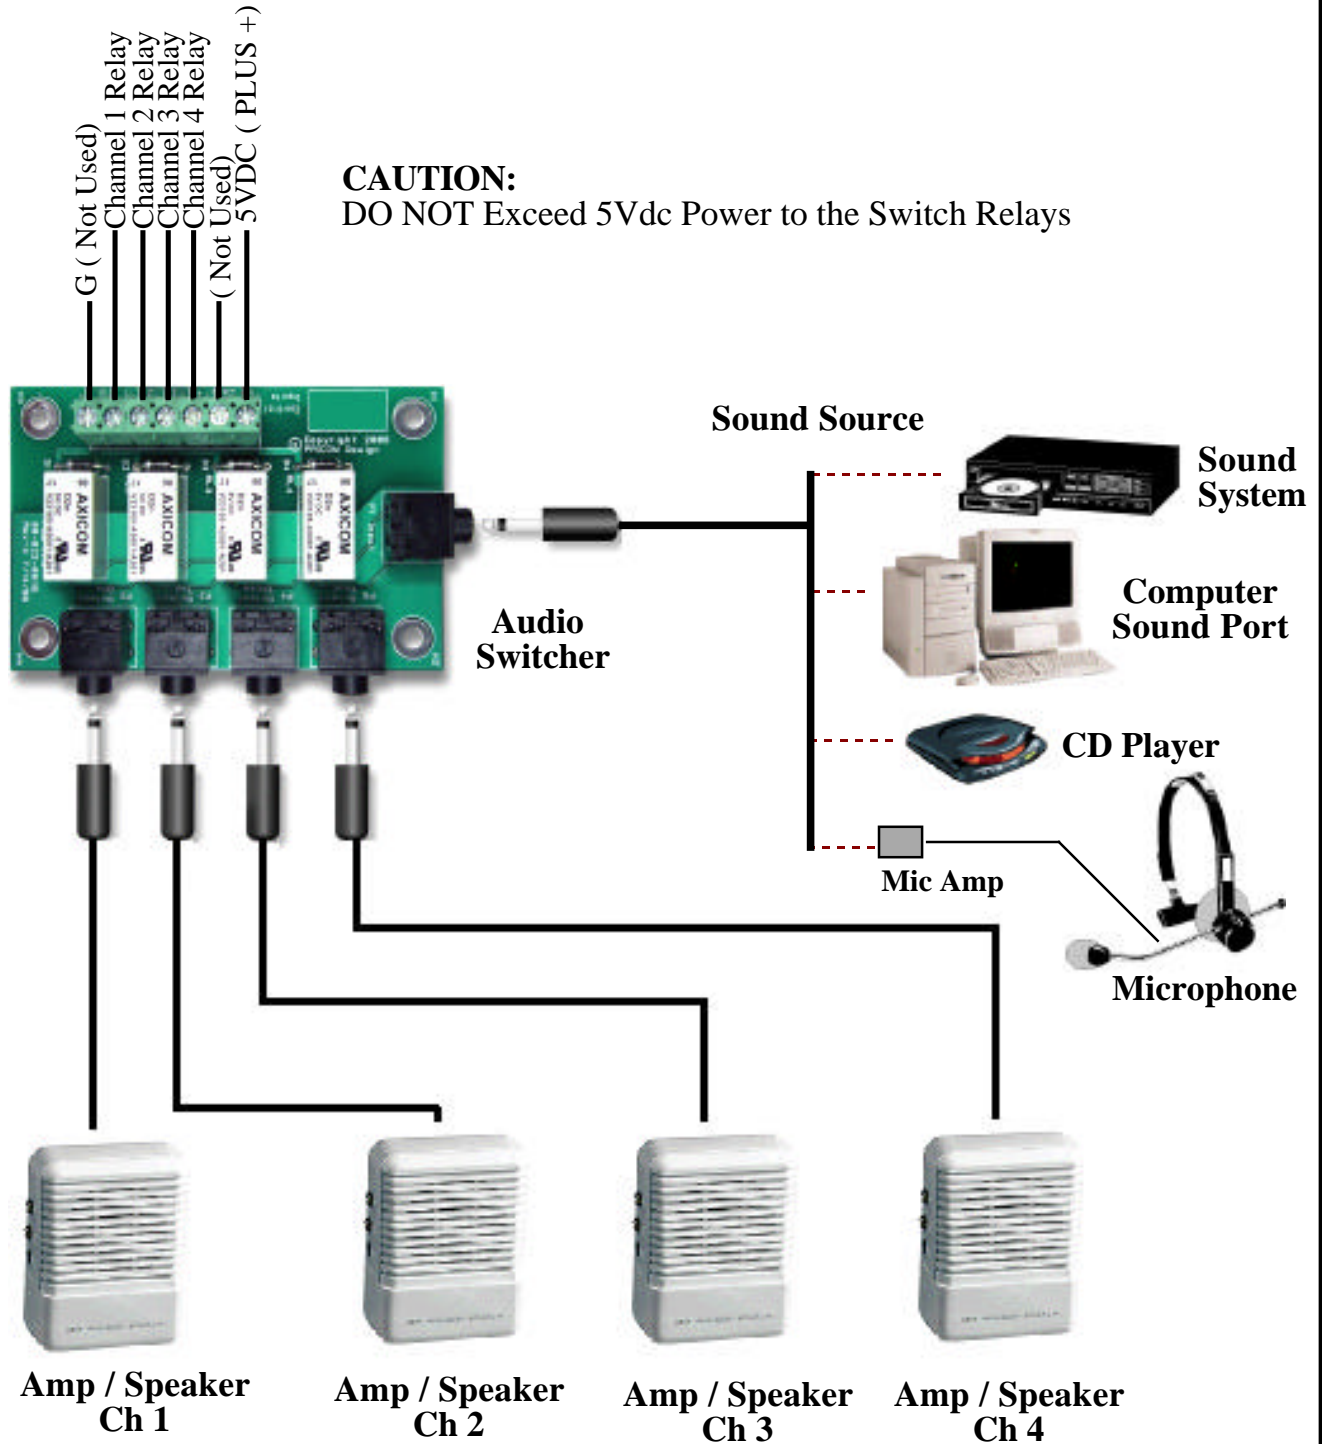 G ( Not Used)
Channel 1 Relay
Channel 2 Relay
Channel 3 Relay
Channel 4 Relay
( Not Used)
5VDC ( PLUS +)
CAUTION:
DO NOT Exceed 5Vdc Power to the Switch Relays
Copyright
Design
AXICOM
AXICOM
AXICOM
AXICOM
Audio
Switcher
Sound Source
Sound
System
Computer
Sound Port
CD Player
Mic Amp
Microphone
Amp / Speaker
Ch 1
Amp / Speaker
Ch 2
Amp / Speaker
Ch 3
Amp / Speaker
Ch 4